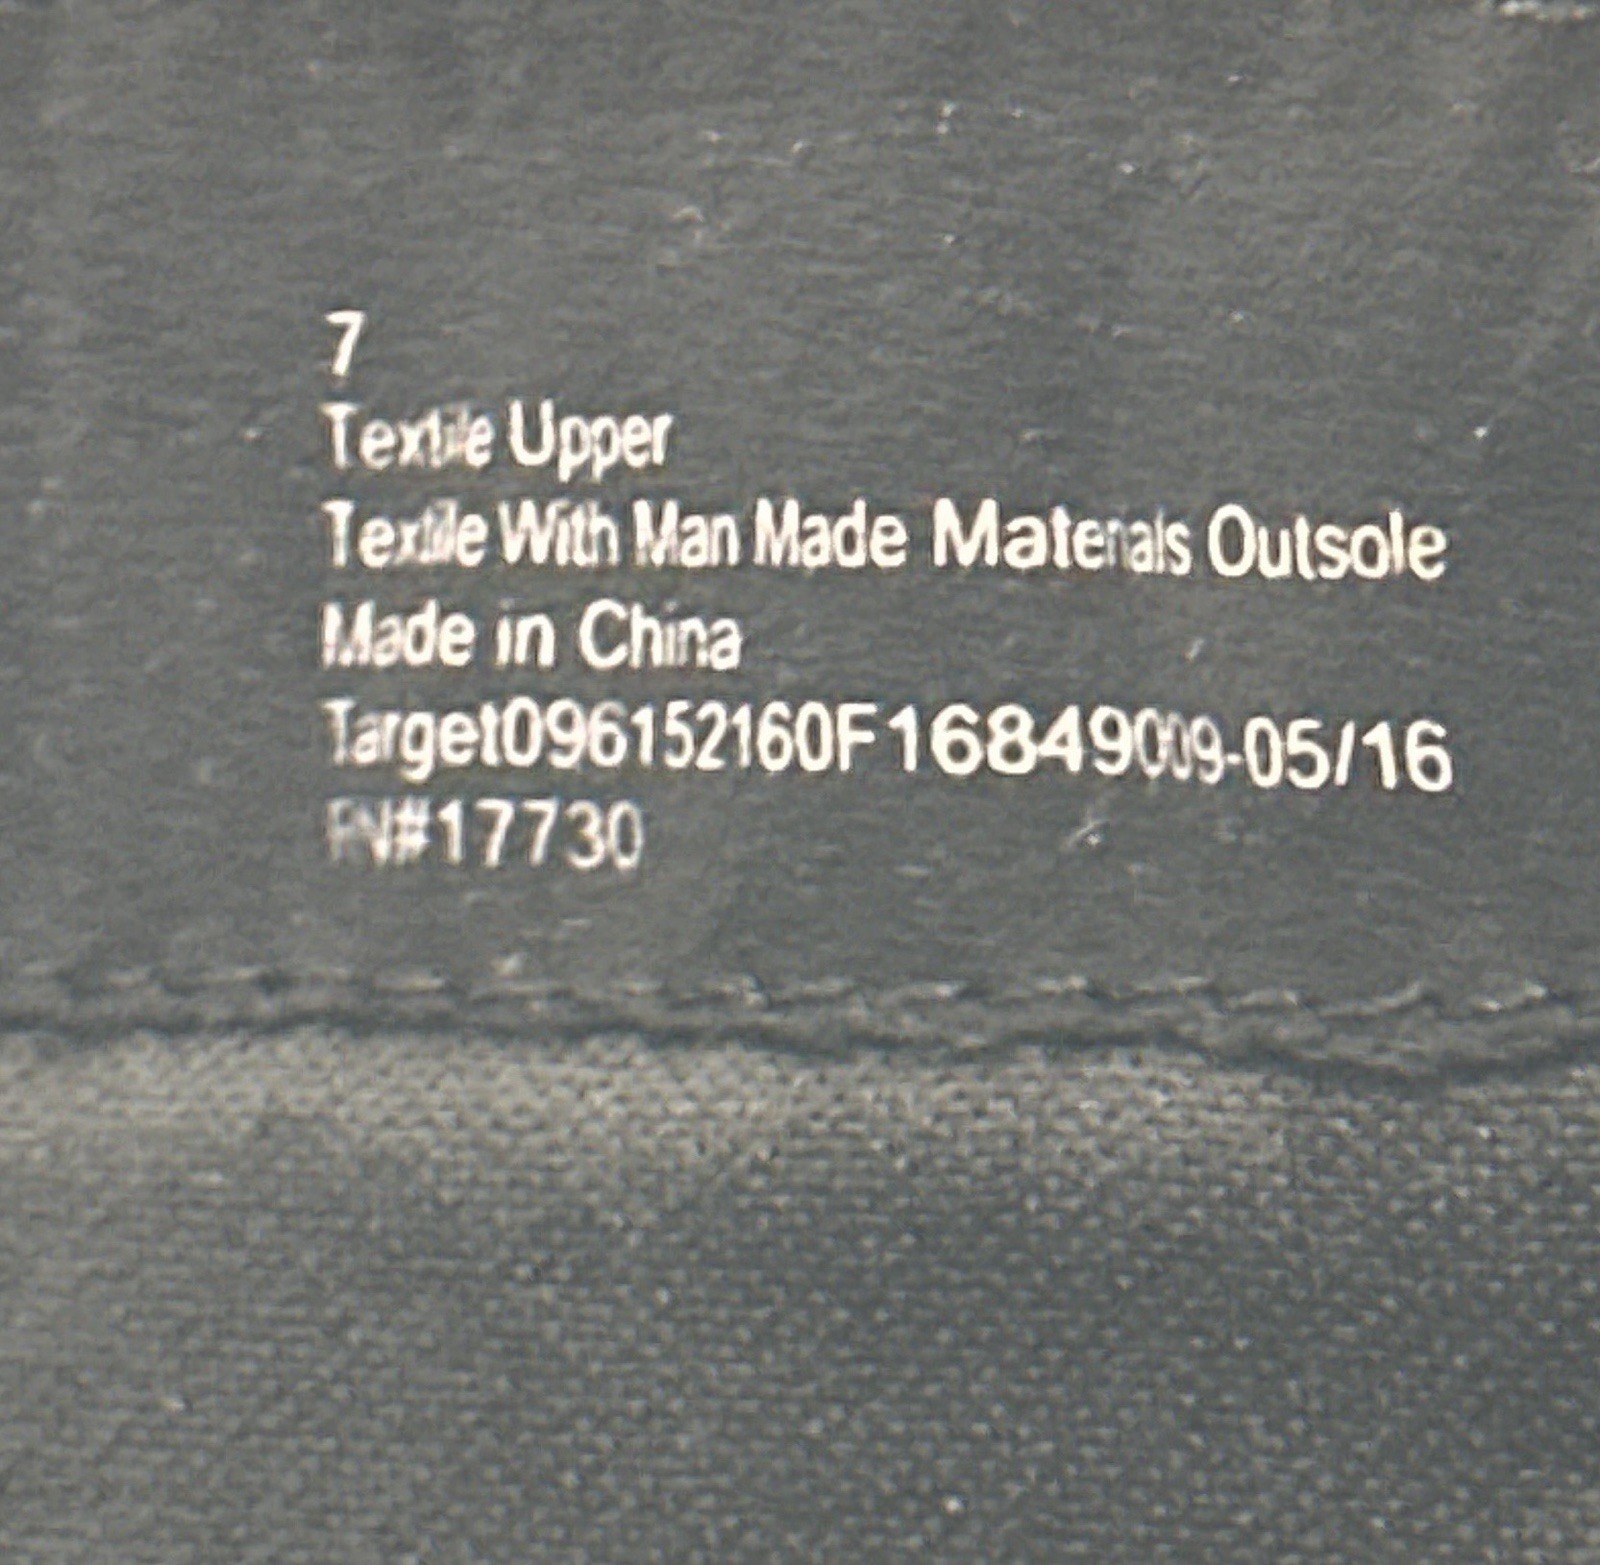 7
Textile Upper
Textile With Man Made Materials Outsole
Made in China
Target096152160F16849009-05/16
RN#17730